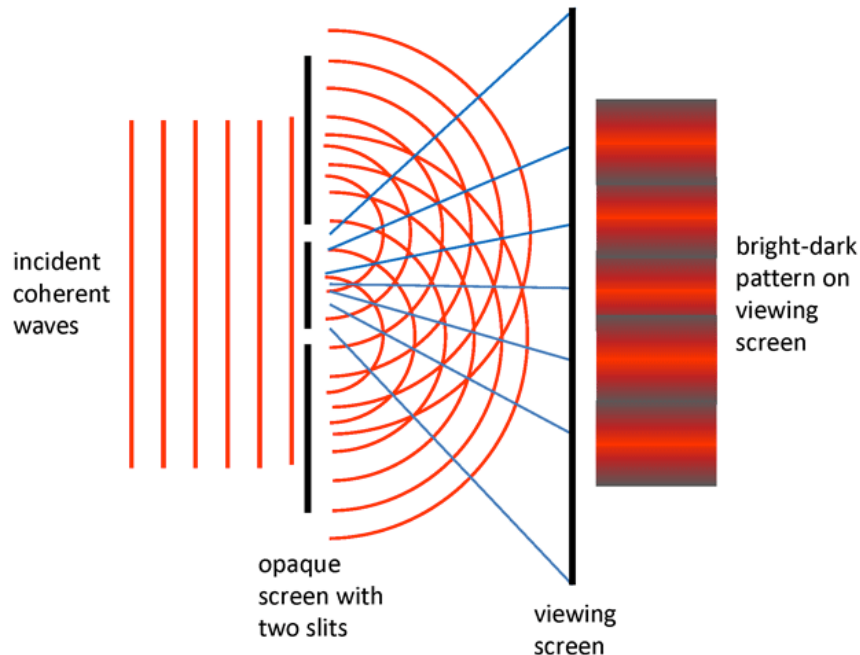 incident
coherent
waves
opaque
screen with
two slits
viewing
screen
bright-dark
pattern on
viewing
screen